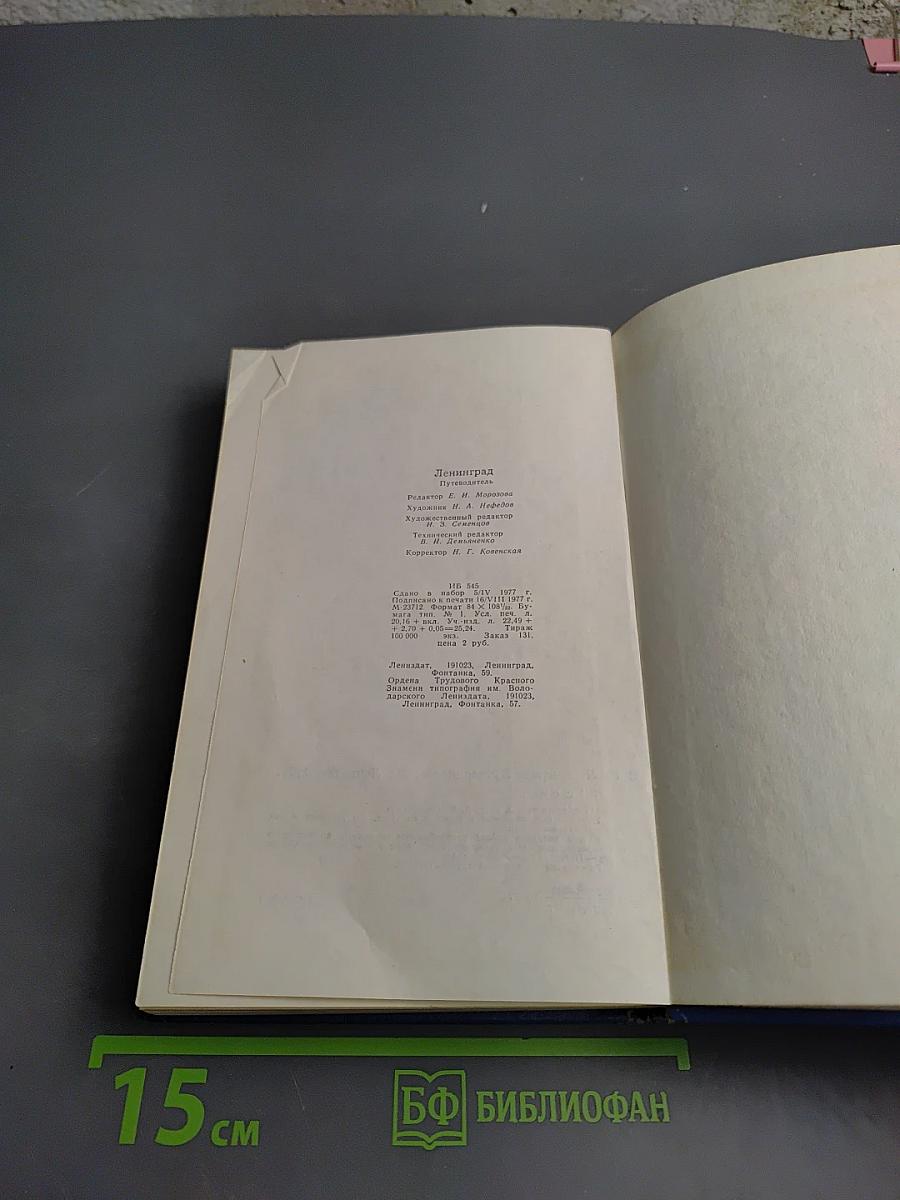 Ленинград
Путеводитель
Редактор Е. И. Морозова
Художник Н. А. Нефедов
Художественный редактор
И. З. Семенцов
Технический редактор
В. И. Демьяненко
Корректор Н. Г. Ковенская
ИБ 545
Сдано в набор 5/IV 1977 г.
Подписано к печати 16/VIII 1977 г.
М-23712. Формат 84 × 108¹/₃₂. Бу-
мага тип. № 1. Усл. печ. л.
20,16 + вкл. Уч.-изд. л. 22,49 +
+ 2,70 + 0,05=25,24. Тираж
100 000 экз. Заказ 131,
цена 2 руб.
Лениздат, 191023, Ленинград,
Фонтанка, 59.
Ордена Трудового Красного
Знамени типография им. Воло-
дарского Лениздата, 191023,
Ленинград, Фонтанка, 57.
15 см
БФ БИБЛИОФАН